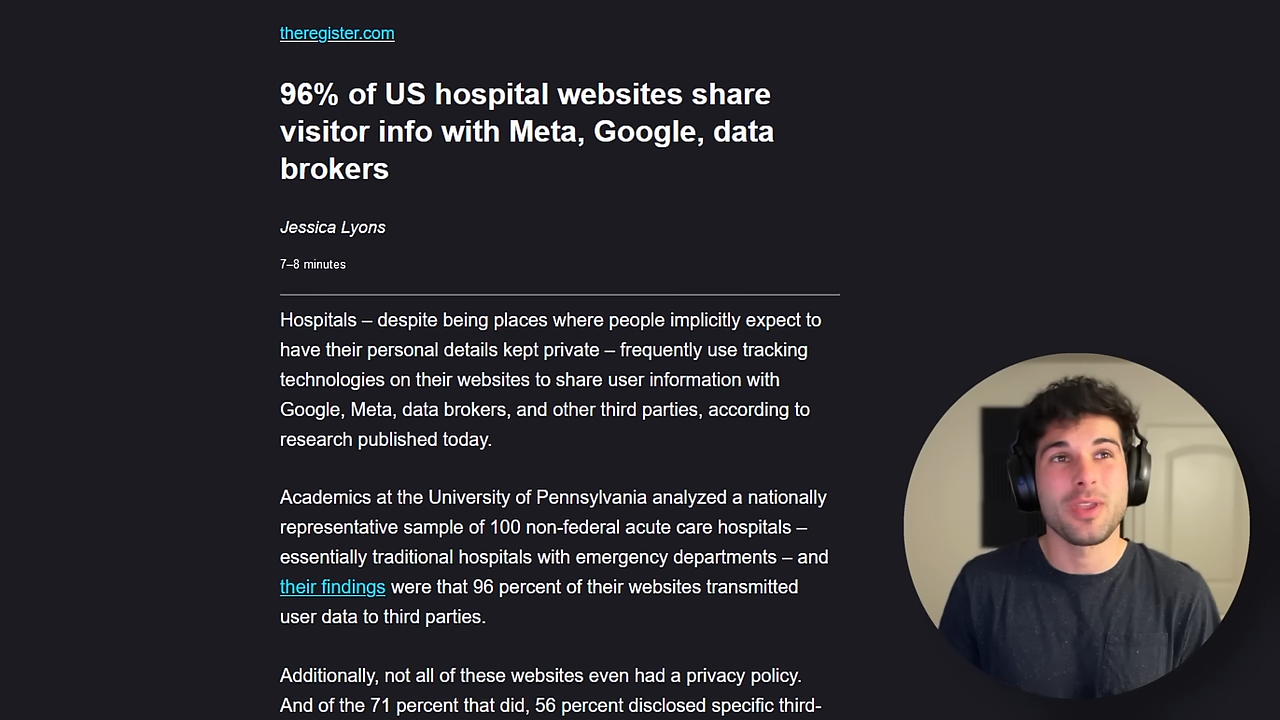 theregister.com
96% of US hospital websites share
visitor info with Meta, Google, data
brokers
Jessica Lyons
7–8 minutes
Hospitals – despite being places where people implicitly expect to
have their personal details kept private – frequently use tracking
technologies on their websites to share user information with
Google, Meta, data brokers, and other third parties, according to
research published today.
Academics at the University of Pennsylvania analyzed a nationally
representative sample of 100 non-federal acute care hospitals –
essentially traditional hospitals with emergency departments – and
their findings were that 96 percent of their websites transmitted
user data to third parties.
Additionally, not all of these websites even had a privacy policy.
And of the 71 percent that did, 56 percent disclosed specific third-